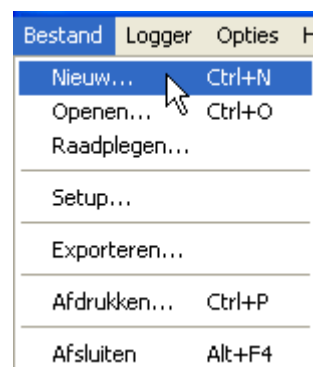 Bestand Logger Opties H
Nieuw... Ctrl+N
Openen... Ctrl+O
Raadplegen...
Setup...
Exporteren...
Afdrukken... Ctrl+P
Afsluiten Alt+F4